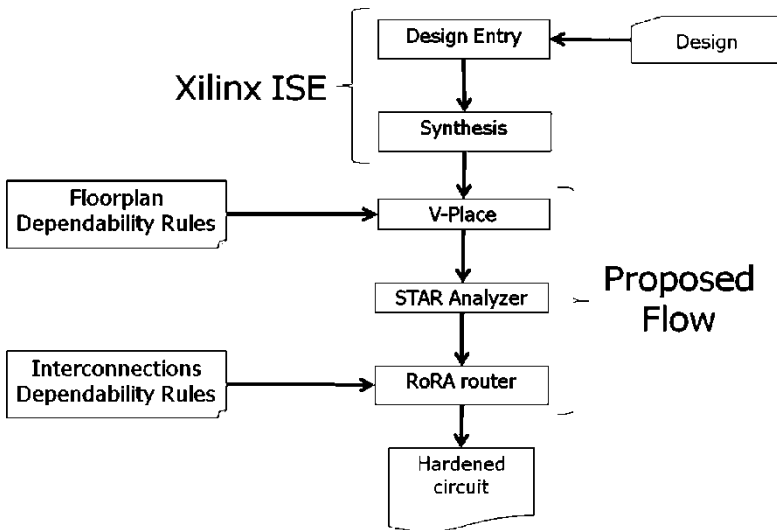 Design Entry
Design
Xilinx ISE
Synthesis
Floorplan
Dependability Rules
V-Place
STAR Analyzer
Proposed
Flow
Interconnections
Dependability Rules
RoRA router
Hardened
circuit